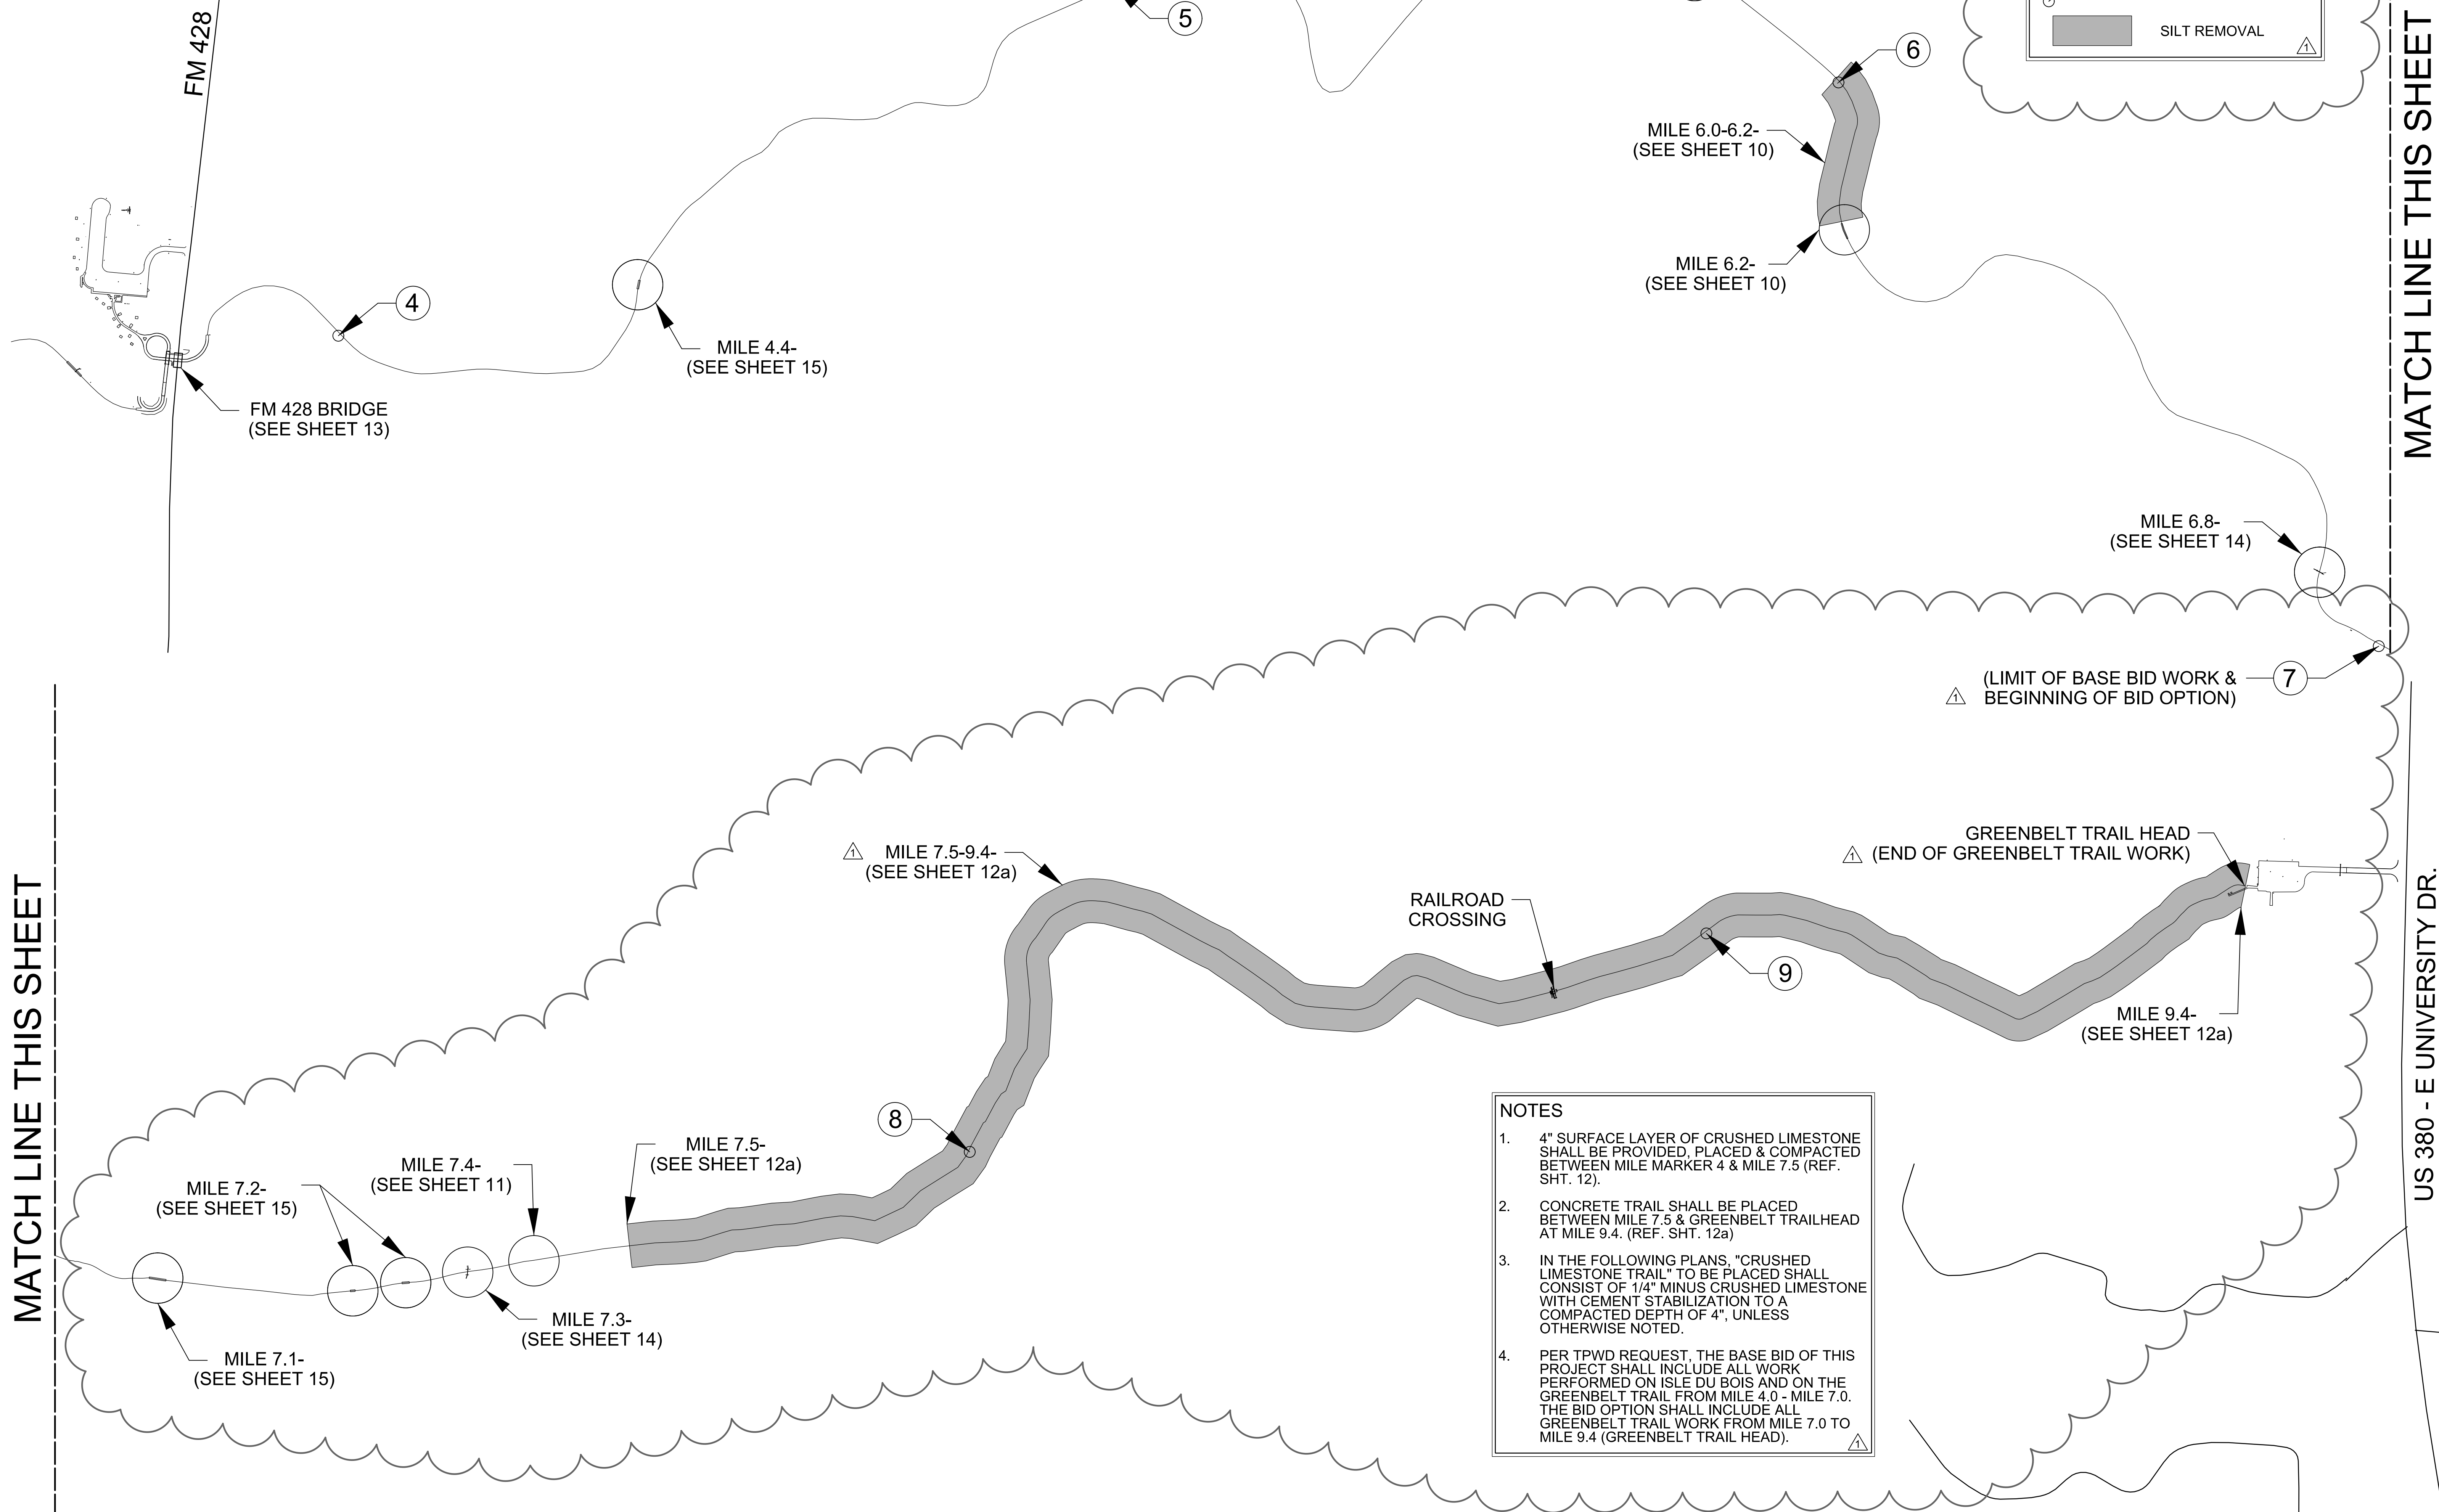 FM 428
5
SILT REMOVAL
1
MATCH LINE THIS SHEET
6
MILE 6.0-6.2-
(SEE SHEET 10)
MILE 6.2-
(SEE SHEET 10)
4
MILE 4.4-
(SEE SHEET 15)
FM 428 BRIDGE
(SEE SHEET 13)
MILE 6.8-
(SEE SHEET 14)
(LIMIT OF BASE BID WORK &
1 BEGINNING OF BID OPTION)
7
MATCH LINE THIS SHEET
1 MILE 7.5-9.4-
(SEE SHEET 12a)
GREENBELT TRAIL HEAD
1 (END OF GREENBELT TRAIL WORK)
RAILROAD
CROSSING
9
MILE 9.4-
(SEE SHEET 12a)
US 380 - E UNIVERSITY DR.
8
MILE 7.5-
(SEE SHEET 12a)
MILE 7.4-
(SEE SHEET 11)
MILE 7.2-
(SEE SHEET 15)
MILE 7.3-
(SEE SHEET 14)
MILE 7.1-
(SEE SHEET 15)
NOTES
1. 4" SURFACE LAYER OF CRUSHED LIMESTONE
SHALL BE PROVIDED, PLACED & COMPACTED
BETWEEN MILE MARKER 4 & MILE 7.5 (REF.
SHT. 12).
2. CONCRETE TRAIL SHALL BE PLACED
BETWEEN MILE 7.5 & GREENBELT TRAILHEAD
AT MILE 9.4. (REF. SHT. 12a)
3. IN THE FOLLOWING PLANS, "CRUSHED
LIMESTONE TRAIL" TO BE PLACED SHALL
CONSIST OF 1/4" MINUS CRUSHED LIMESTONE
WITH CEMENT STABILIZATION TO A
COMPACTED DEPTH OF 4", UNLESS
OTHERWISE NOTED.
4. PER TPWD REQUEST, THE BASE BID OF THIS
PROJECT SHALL INCLUDE ALL WORK
PERFORMED ON ISLE DU BOIS AND ON THE
GREENBELT TRAIL FROM MILE 4.0 - MILE 7.0.
THE BID OPTION SHALL INCLUDE ALL
GREENBELT TRAIL WORK FROM MILE 7.0 TO
MILE 9.4 (GREENBELT TRAIL HEAD).
1